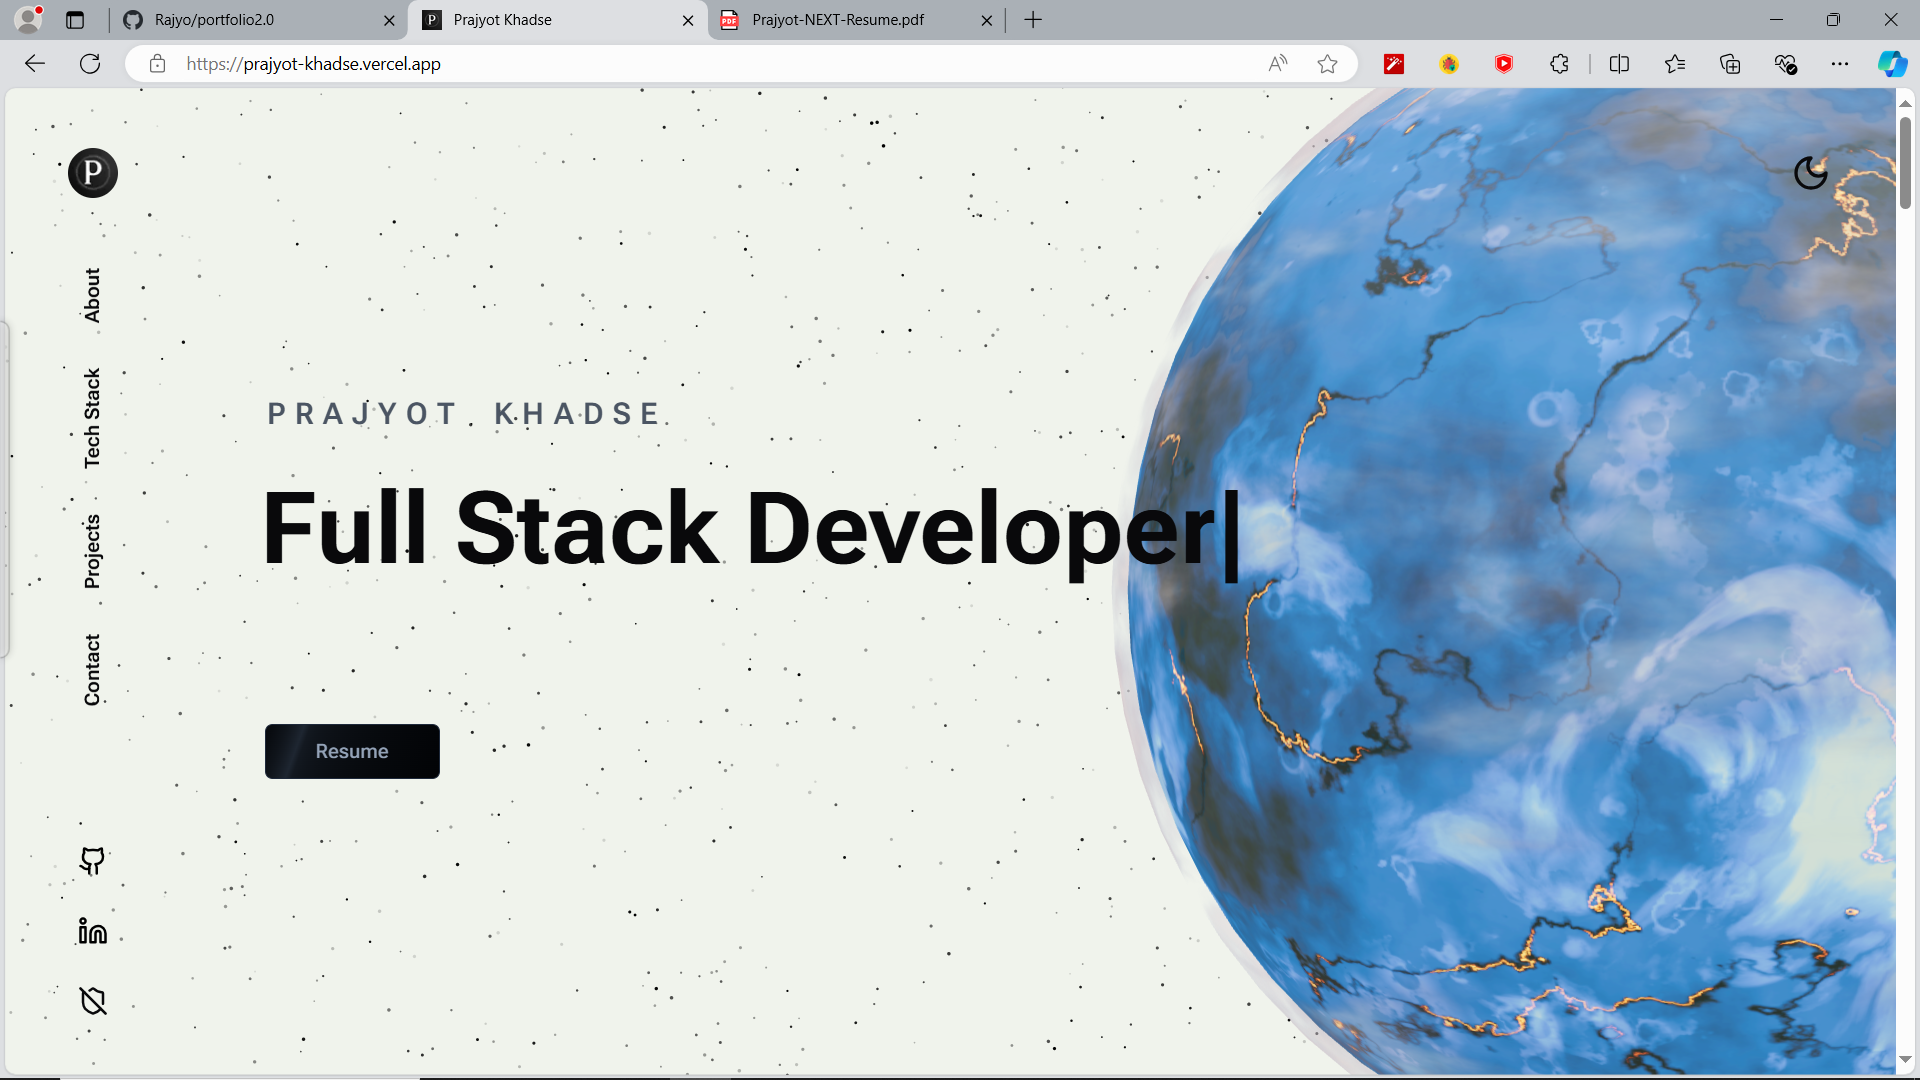 Rajyo/portfolio2.0
Prajyot Khadse
Prajyot-NEXT-Resume.pdf
https://prajyot-khadse.vercel.app
P
About
Tech Stack
Projects
Contact
PRAJYOT KHADSE
Full Stack Developer|
Resume